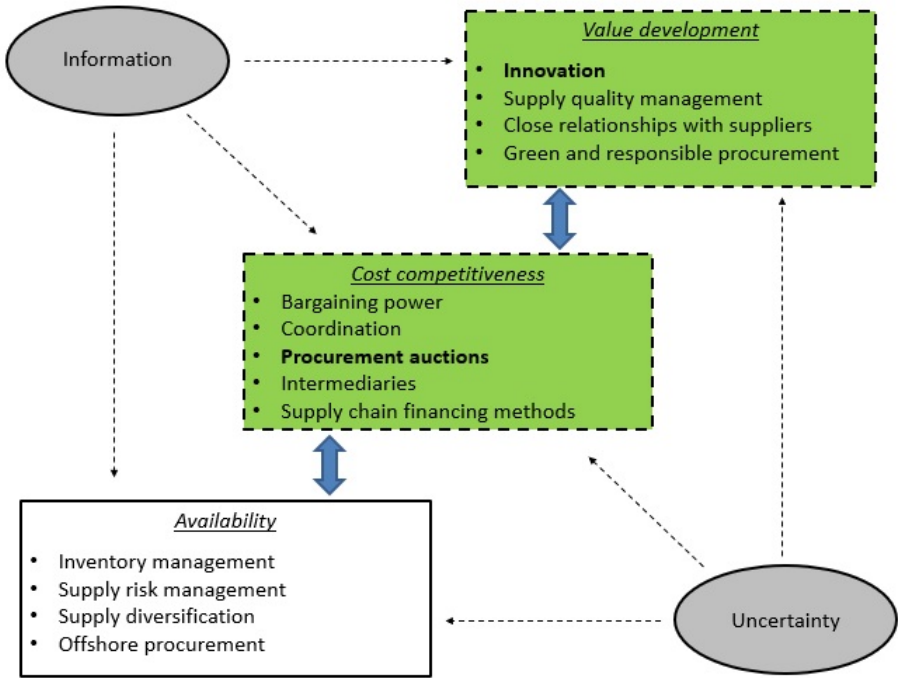 Information
Value development
• Innovation
• Supply quality management
• Close relationships with suppliers
• Green and responsible procurement
Cost competitiveness
• Bargaining power
• Coordination
• Procurement auctions
• Intermediaries
• Supply chain financing methods
Availability
• Inventory management
• Supply risk management
• Supply diversification
• Offshore procurement
Uncertainty